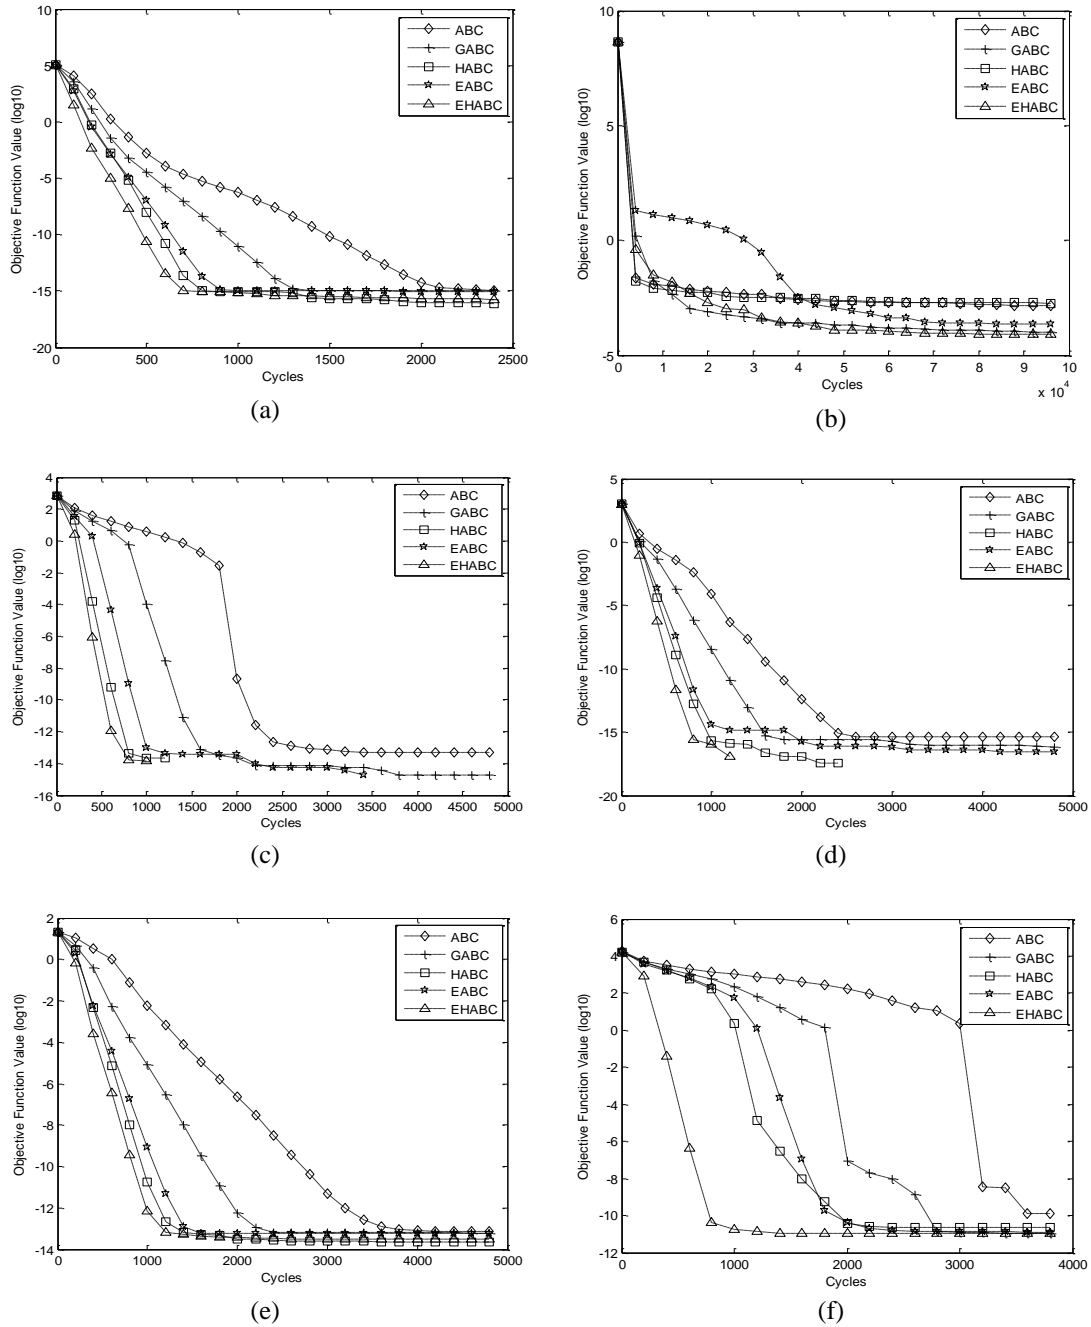 10
5
0
-5
-10
-15
-20
Objective Function Value (log10)
0
500
1000
1500
2000
2500
Cycles
ABC
GABC
HABC
EABC
EHABC
(a)
10
5
0
-5
Objective Function Value (log10)
0
1
2
3
4
5
6
7
8
9
10
x 10^4
Cycles
ABC
GABC
HABC
EABC
EHABC
(b)
4
2
0
-2
-4
-6
-8
-10
-12
-14
-16
Objective Function Value (log10)
0
500
1000
1500
2000
2500
3000
3500
4000
4500
5000
Cycles
ABC
GABC
HABC
EABC
EHABC
(c)
5
0
-5
-10
-15
-20
Objective Function Value (log10)
0
1000
2000
3000
4000
5000
Cycles
ABC
GABC
HABC
EABC
EHABC
(d)
2
0
-2
-4
-6
-8
-10
-12
-14
Objective Function Value (log10)
0
1000
2000
3000
4000
5000
Cycles
ABC
GABC
HABC
EABC
EHABC
(e)
6
4
2
0
-2
-4
-6
-8
-10
-12
Objective Function Value (log10)
0
1000
2000
3000
4000
Cycles
ABC
GABC
HABC
EABC
EHABC
(f)